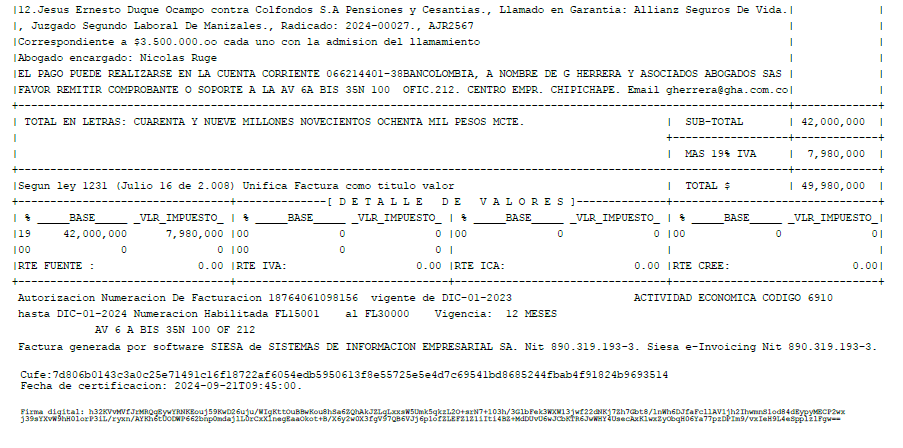 |12.Jesus Ernesto Duque Ocampo contra Colfondos S.A Pensiones y Cesantias., Llamado en Garantia: Allianz Seguros De Vida.|
|, Juzgado Segundo Laboral De Manizales., Radicado: 2024-00027., AJR2567
|Correspondiente a $3.500.000.oo cada uno con la admision del llamamiento
|Abogado encargado: Nicolas Ruge
|EL PAGO PUEDE REALIZARSE EN LA CUENTA CORRIENTE 066214401-38BANCOLOMBIA, A NOMBRE DE G HERRERA Y ASOCIADOS ABOGADOS SAS |
|FAVOR REMITIR COMPROBANTE O SOPORTE A LA AV 6A BIS 35N 100 OFIC.212. CENTRO EMPR. CHIPICHAPE. Email gherrera@gha.com.co|
| TOTAL EN LETRAS: CUARENTA Y NUEVE MILLONES NOVECIENTOS OCHENTA MIL PESOS MCTE. | SUB-TOTAL | 42,000,000 |
| | MAS 19% IVA | 7,980,000 |
|Segun ley 1231 (Julio 16 de 2.008) Unifica Factura como titulo valor | TOTAL $ | 49,980,000 |
[ D E T A L L E D E V A L O R E S ]
| % _____BASE_____ _VLR_IMPUESTO_ | % _____BASE_____ _VLR_IMPUESTO_ | % _____BASE_____ _VLR_IMPUESTO_ | % _____BASE_____ _VLR_IMPUESTO_|
|19 42,000,000 7,980,000 |00 0 0 |00 0 0 |00 0 0|
|00 0 0 |00 0 0 | | |
|RTE FUENTE : 0.00 |RTE IVA: 0.00 |RTE ICA: 0.00 |RTE CREE: 0.00|
Autorizacion Numeracion De Facturacion 18764061098156 vigente de DIC-01-2023 ACTIVIDAD ECONOMICA CODIGO 6910
hasta DIC-01-2024 Numeracion Habilitada FL15001 al FL30000 Vigencia: 12 MESES
AV 6 A BIS 35N 100 OF 212
Factura generada por software SIESA de SISTEMAS DE INFORMACION EMPRESARIAL SA. Nit 890.319.193-3. Siesa e-Invoicing Nit 890.319.193-3.
Cufe:7d806b0143c3a0c25e71491c16f18722af6054edb5950613f8e55725e5e4d7c69541bd8685244fbab4f91824b9693514
Fecha de certificacion: 2024-09-21T09:45:00.
Firma digital: